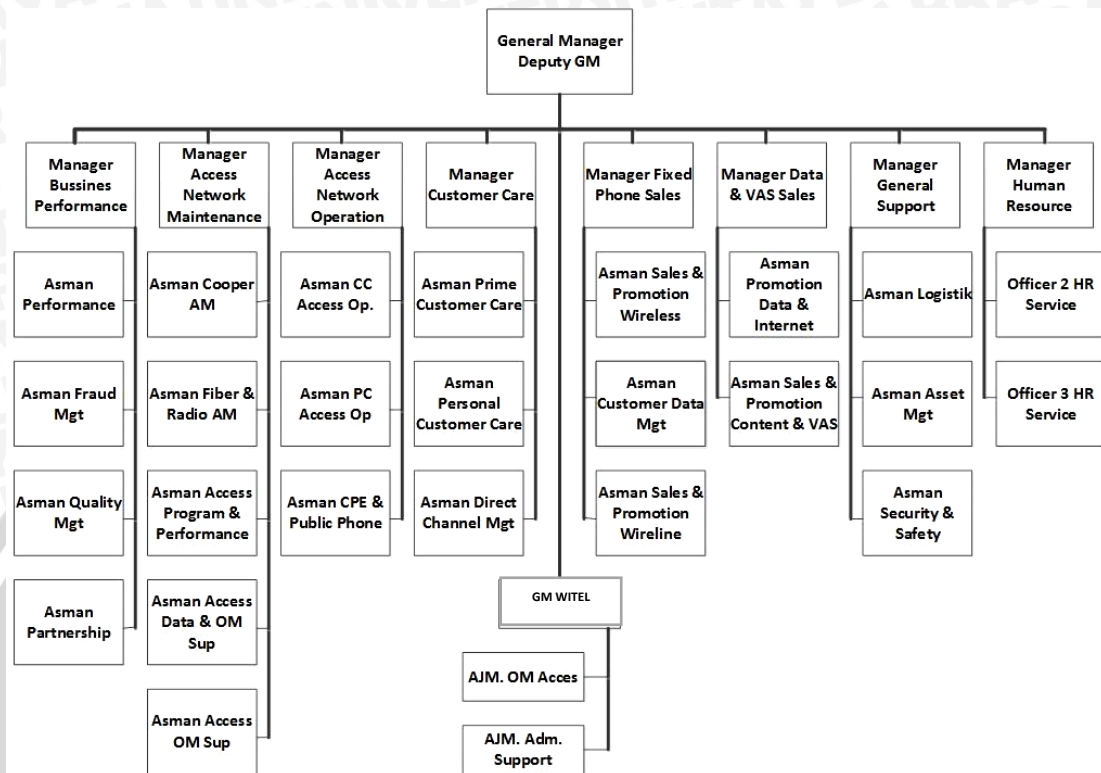 General Manager
Deputy GM
Manager
Bussines
Performance
Manager
Access
Network
Maintenance
Manager
Access
Network
Operation
Manager
Customer Care
Manager Fixed
Phone Sales
Manager Data
& VAS Sales
Manager
General
Support
Manager
Human
Resource
Asman
Performance
Asman Cooper
AM
Asman CC
Access Op.
Asman Prime
Customer Care
Asman Sales &
Promotion
Wireless
Asman
Promotion
Data &
Internet
Asman Logistik
Officer 2 HR
Service
Asman Fraud
Mgt
Asman Fiber &
Radio AM
Asman PC
Access Op
Asman
Personal
Customer Care
Asman
Customer Data
Mgt
Asman Sales &
Promotion
Content & VAS
Asman Asset
Mgt
Officer 3 HR
Service
Asman Quality
Mgt
Asman Access
Program &
Performance
Asman CPE &
Public Phone
Asman Direct
Channel Mgt
Asman Sales &
Promotion
Wireline
Asman
Security &
Safety
Asman
Partnership
Asman Access
Data & OM
Sup
GM WITEL
AJM. OM Acces
Asman Access
OM Sup
AJM. Adm.
Support